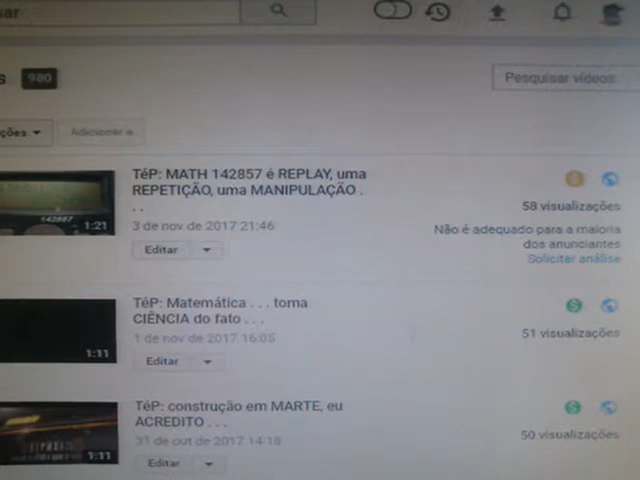 sar
s 980
Pesquisar vídeos
ções
Adicionar a
TéP: MATH 142857 é REPLAY, uma
REPETIÇÃO, uma MANIPULAÇÃO .
. .
3 de nov de 2017 21:46
Editar
142857
1:21
58 visualizações
Não é adequado para a maioria
dos anunciantes
Solicitar análise
TéP: Matemática . . . toma
CIÊNCIA do fato . . .
1 de nov de 2017 16:05
Editar
1:11
51 visualizações
TéP: construção em MARTE, eu
ACREDITO . . .
31 de out de 2017 14:18
Editar
1:11
50 visualizações